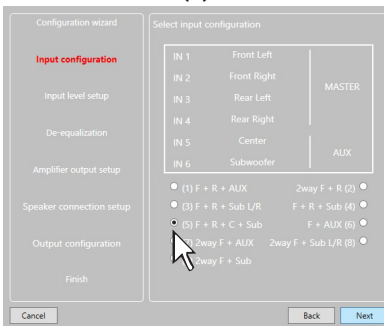 Configuration wizard
Input configuration
Input level setup
De-equalization
Amplifier output setup
Speaker connection setup
Output configuration
Finish
Select input configuration
IN 1 Front Left
IN 2 Front Right
IN 3 Rear Left
IN 4 Rear Right
MASTER
IN 5 Center
IN 6 Subwoofer
AUX
(1) F + R + AUX 2way F + R (2)
(3) F + R + Sub L/R F + R + Sub (4)
(5) F + R + C + Sub F + AUX (6)
2way F + AUX 2way F + Sub L/R (8)
2way F + Sub
Cancel Back Next